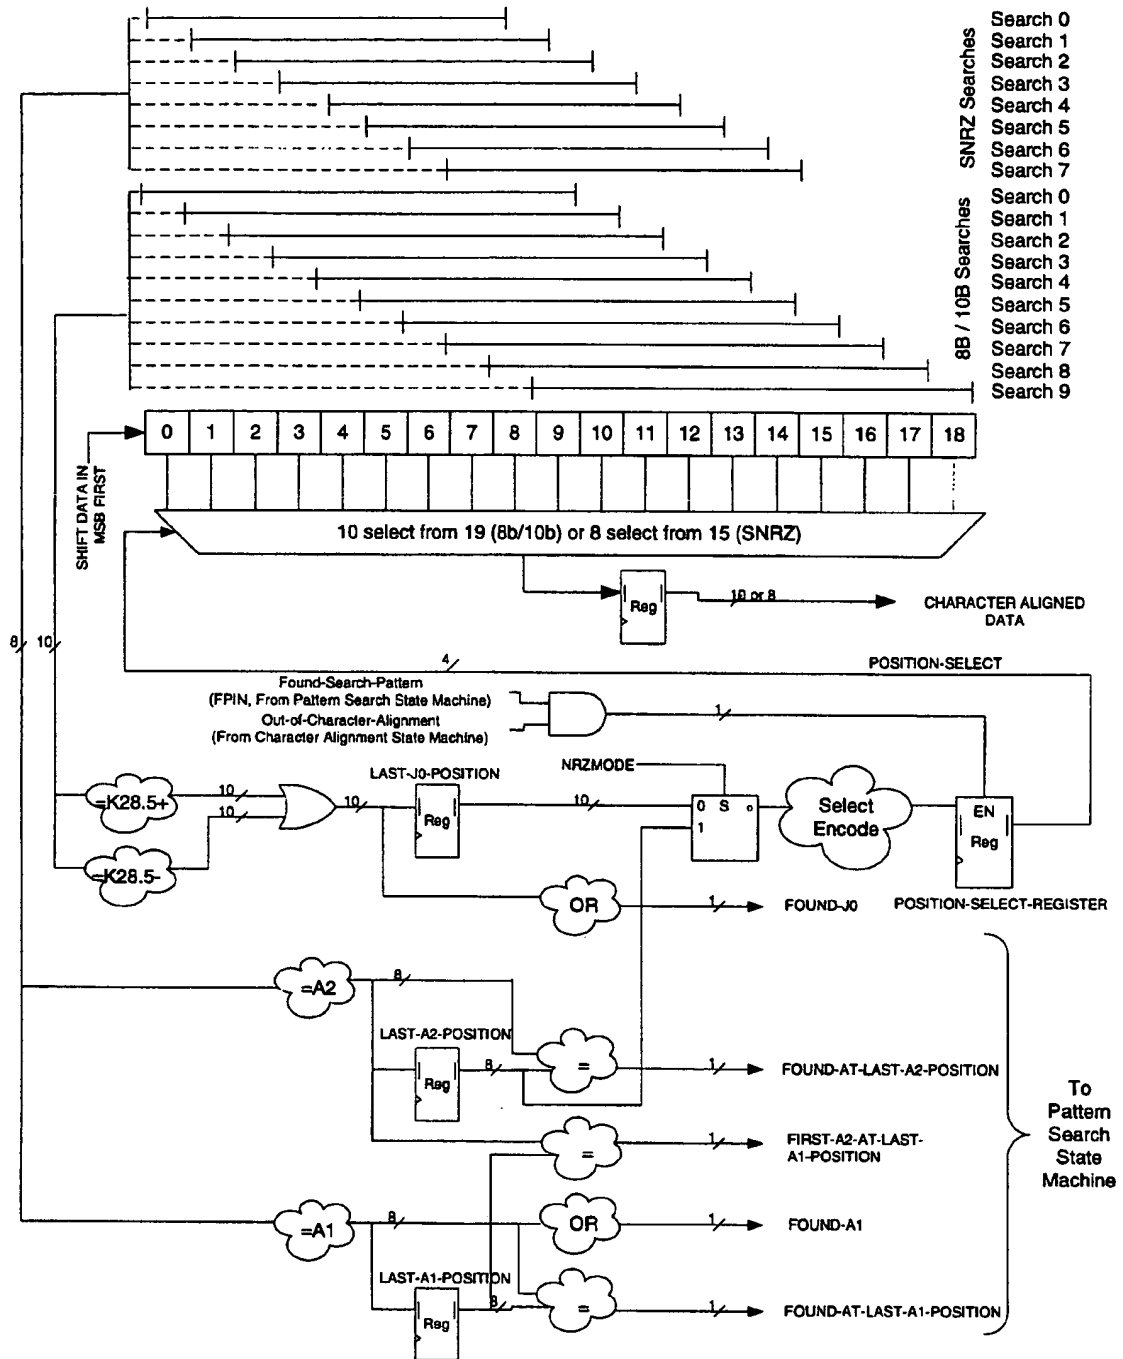 Search 0
Search 1
Search 2
Search 3
Search 4
Search 5
Search 6
Search 7
SNRZ Searches
Search 0
Search 1
Search 2
Search 3
Search 4
Search 5
Search 6
Search 7
Search 8
Search 9
8B / 10B Searches
0 1 2 3 4 5 6 7 8 9 10 11 12 13 14 15 16 17 18
SHIFT DATA IN
MSB FIRST
10 select from 19 (8b/10b) or 8 select from 15 (SNRZ)
Reg
10 or 8
CHARACTER ALIGNED
DATA
8
10
4
POSITION-SELECT
Found-Search-Pattern
(FPIN, From Pattern Search State Machine)
Out-of-Character-Alignment
(From Character Alignment State Machine)
1
NRZMODE
LAST-J0-POSITION
=K28.5+
10
10
10
Reg
10
0 S o
1
Select
Encode
EN
Reg
=K28.5-
OR
1
FOUND-J0
POSITION-SELECT-REGISTER
=A2
8
LAST-A2-POSITION
Reg
8
=
1
FOUND-AT-LAST-A2-POSITION
=
1
FIRST-A2-AT-LAST-
A1-POSITION
=A1
8
OR
1
FOUND-A1
LAST-A1-POSITION
Reg
8
=
1
FOUND-AT-LAST-A1-POSITION
To
Pattern
Search
State
Machine